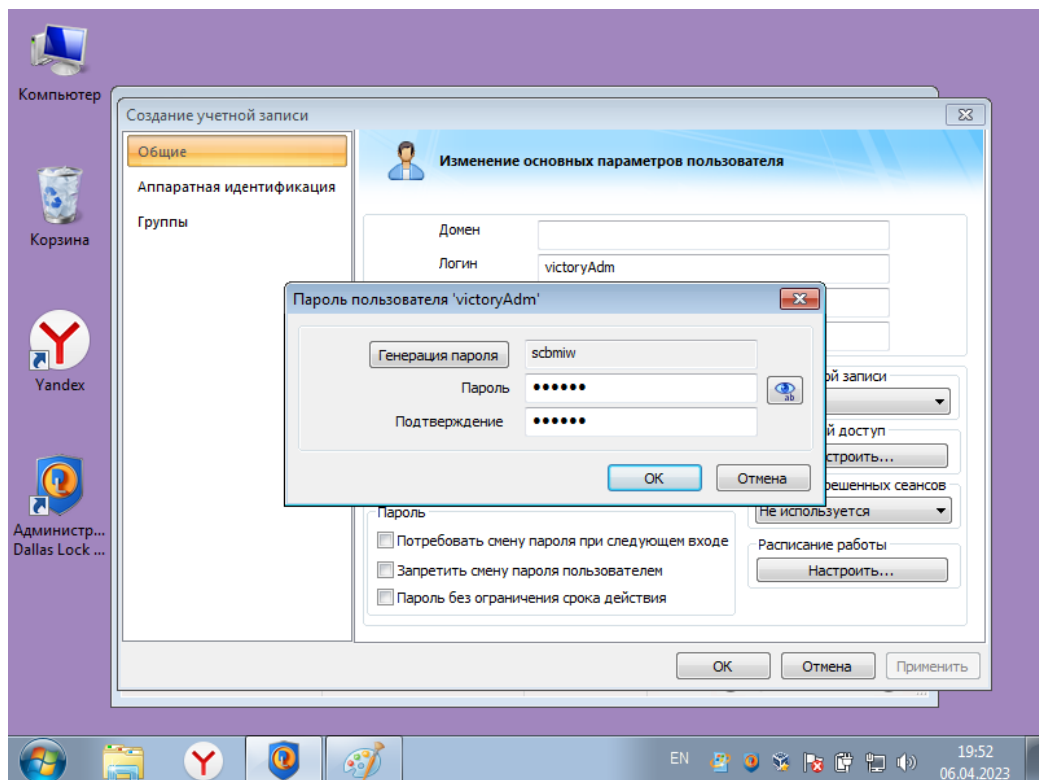 Компьютер
Корзина
Yandex
Администр...
Dallas Lock ...
Создание учетной записи
Общие
Аппаратная идентификация
Группы
Изменение основных параметров пользователя
Домен
Логин
victoryAdm
Пароль пользователя 'victoryAdm'
Генерация пароля
scbmiw
Пароль
••••••
Подтверждение
••••••
OK
Отмена
ой записи
й доступ
строить...
решенных сеансов
Не используется
Пароль
Потребовать смену пароля при следующем входе
Запретить смену пароля пользователем
Пароль без ограничения срока действия
Расписание работы
Настроить...
OK
Отмена
Применить
EN
19:52
06.04.2023